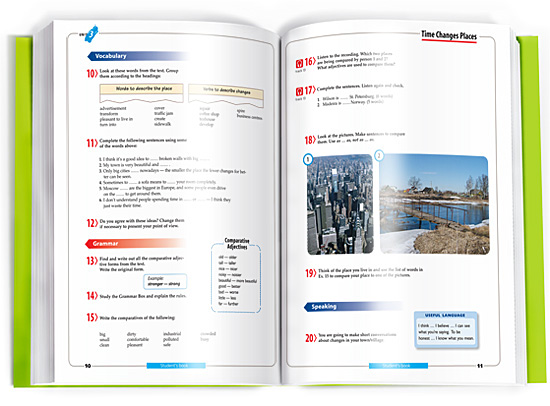 UNIT 3
Vocabulary
10 Look at these words from the text. Group
them according to the headings:
Words to describe the place
Words to describe changes
advertisement
transform
pleasant to live in
turn into
cover
traffic jam
create
sidewalk
business centres
11 Complete the following sentences using some
of the words above:
1. I think it's a good idea to ...... broken walls with big ......
2. My town is very beautiful and ......
3. Only big cities ...... nowadays — the smaller the place the fewer changes for bet-
ter can be seen.
4. Sometimes to ...... a sofa means to ...... your room completely.
5. Moscow ...... are the biggest in Europe, and some people even drive
on the ...... to get around them.
6. I don't understand people spending time in ...... or ...... I think they
just waste their time.
12 Do you agree with these ideas? Change them
if necessary to present your point of view.
Grammar
13 Find and write out all the comparative adjec-
tive forms from the text.
Write the original form.
Example:
stronger — strong
14 Study the Grammar Box and explain the rules.
Comparative
Adjectives
old — older
tall — taller
nice — nicer
noisy — noisier
beautiful — more beautiful
good — better
bad — worse
little — less
far — further
15 Write the comparatives of the following:
big
small
clean
dirty
comfortable
pleasant
industrial
polluted
safe
crowded
busy
10
Student's Book
Time Changes Places
16 Listen to the recording. Which two places
are being compared by person 1 and 2?
What adjectives are used to compare them?
17 Complete the sentences. Listen again and check.
1. Wilson is ...... St. Petersburg. (6 words)
2. Modesto is ...... Norway. (5 words)
18 Look at the pictures. Make sentences to compare
them. Use as ... as, not as ... as.
1
2
19 Think of the place you live in and use the list of words in
Ex. 15 to compare your place to one of the pictures.
Speaking
20 You are going to make short conversations
about changes in your town/village
USEFUL LANGUAGE
I think ... I believe ... I can see
what you're saying. To be
honest ... I know what you mean.
Student's Book
11